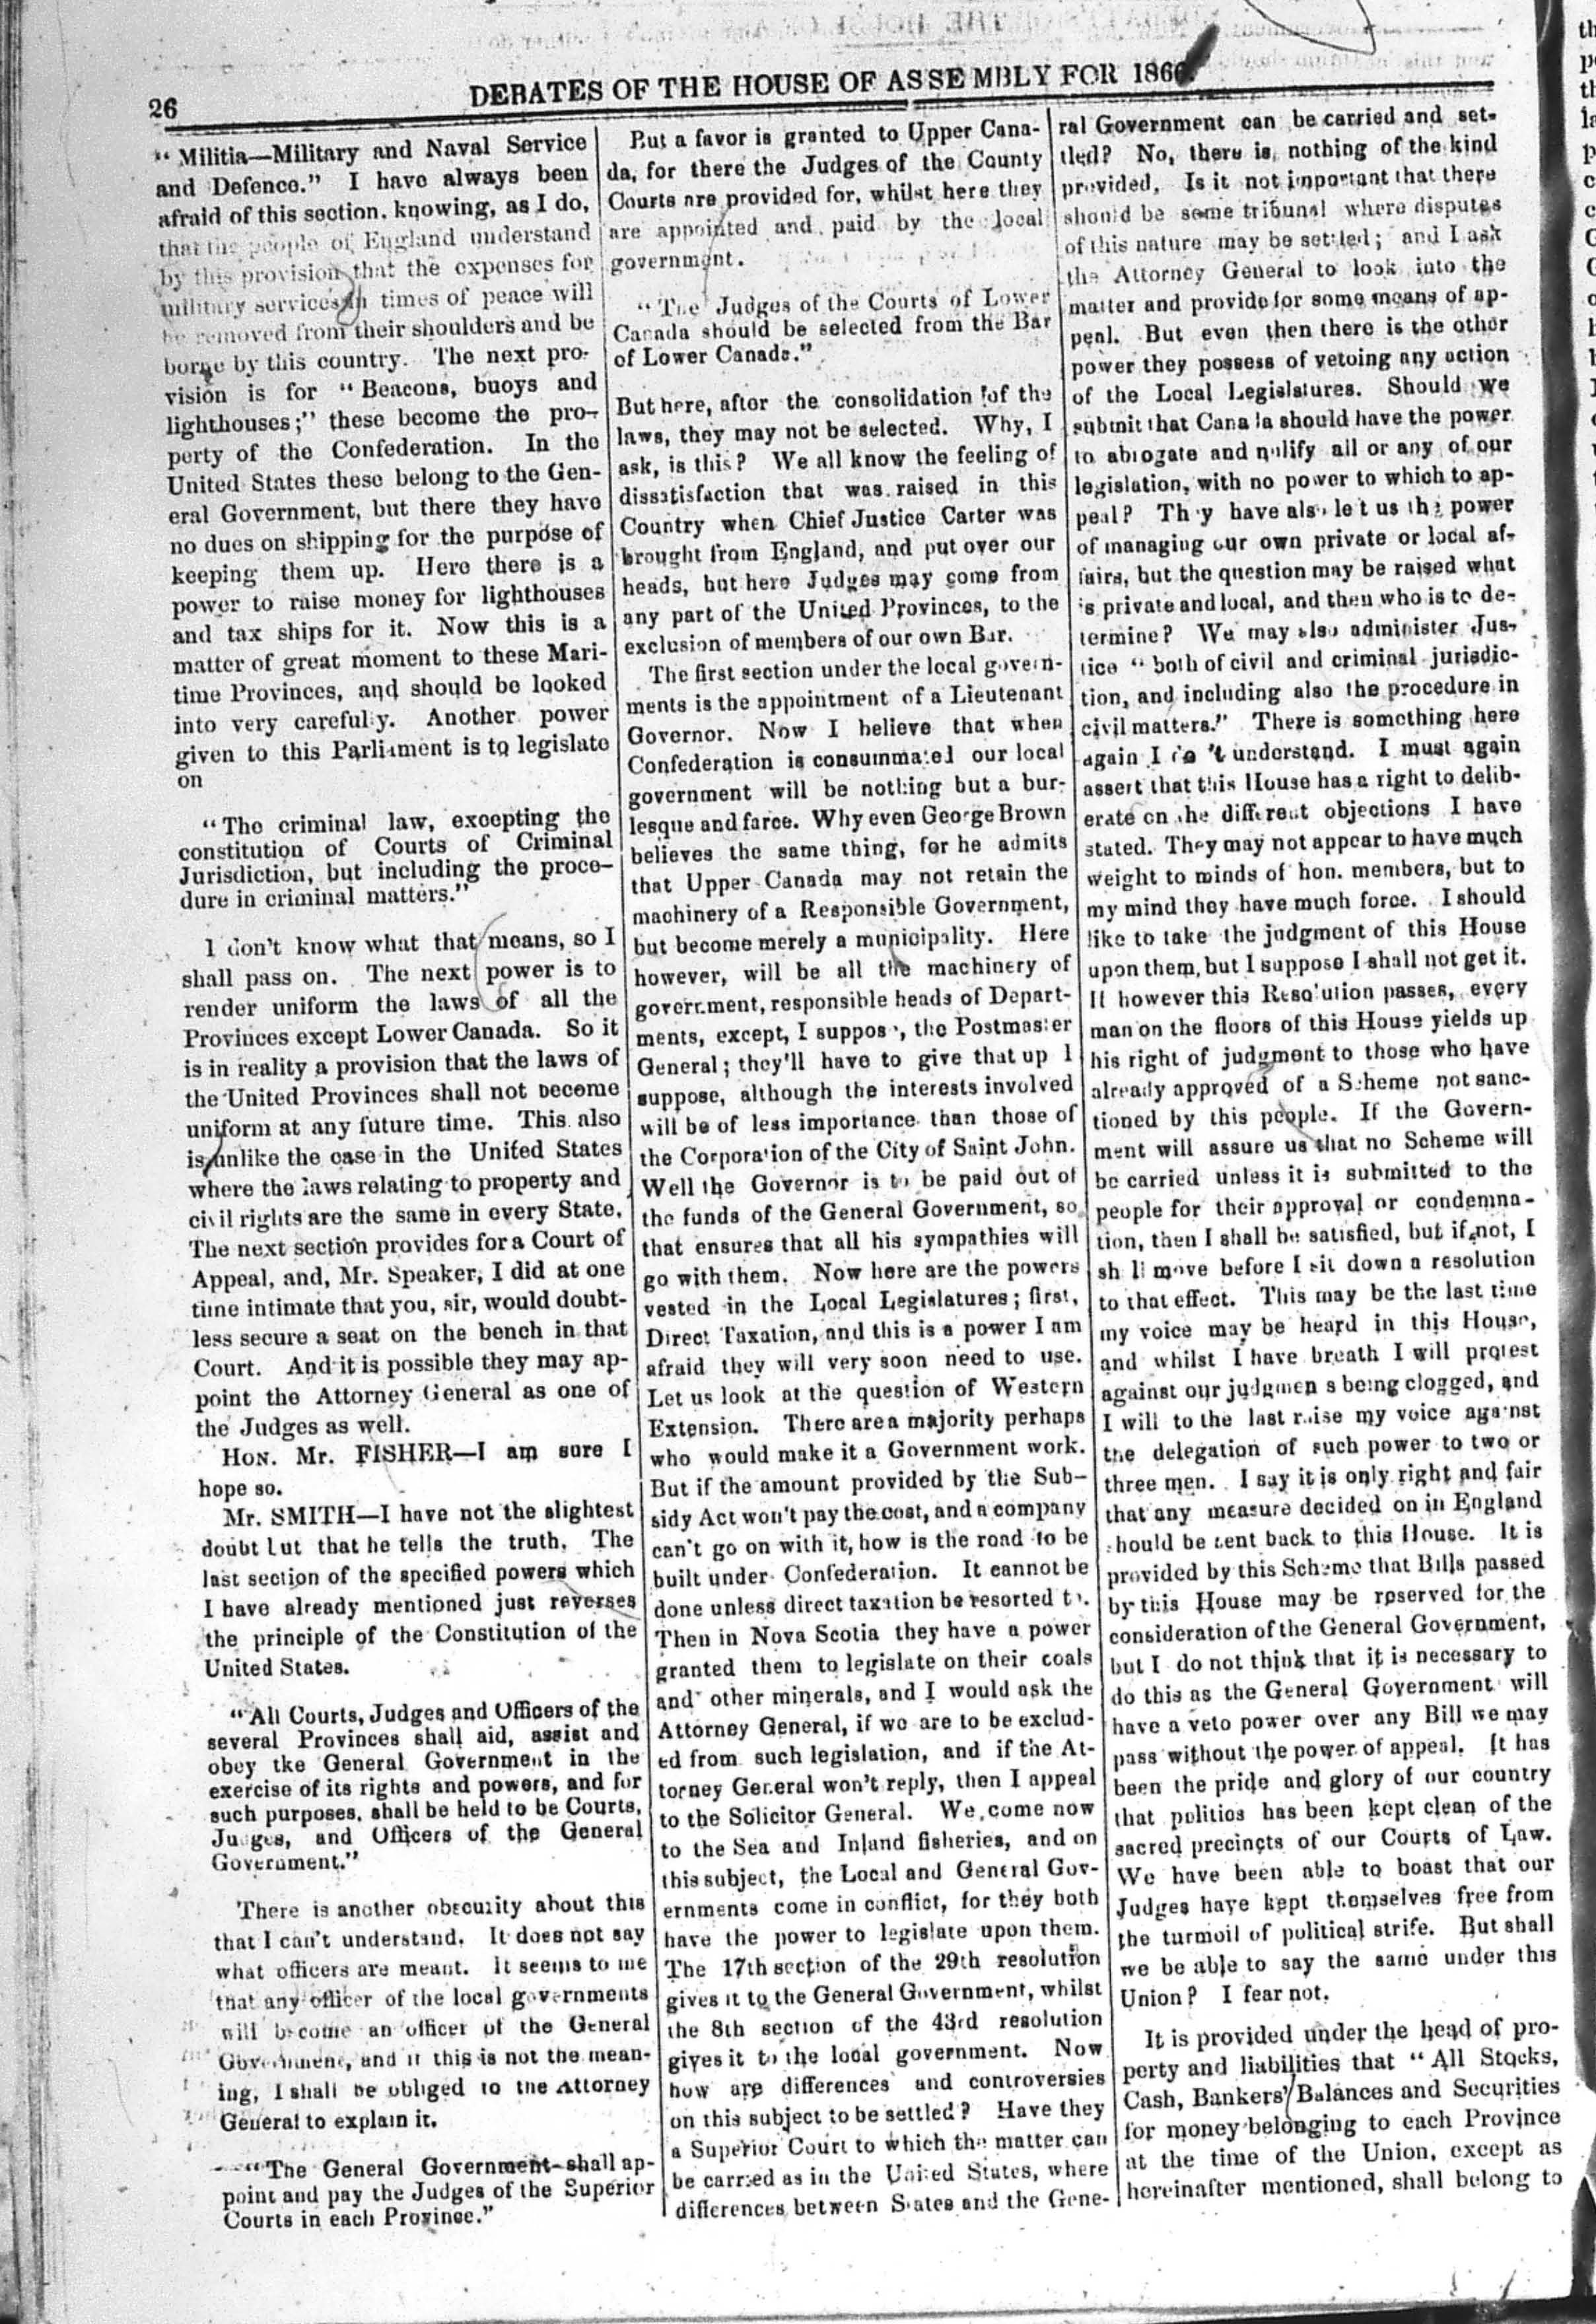 26
DEBATES OF THE HOUSE OF ASSEMBLY FOR 1866.
"Militia—Military and Naval Service
and Defence." I have always been
afraid of this section, knowing, as I do,
that the people of England understand
by this provision that the expenses for
military services in times of peace will
be removed from their shoulders and be
borne by this country. The next pro-
vision is for "Beacons, buoys and
lighthouses;" these become the pro-
perty of the Confederation. In the
United States these belong to the Gen-
eral Government, but there they have
no dues on shipping for the purpose of
keeping them up. Here there is a
power to raise money for lighthouses
and tax ships for it. Now this is a
matter of great moment to these Mari-
time Provinces, and should be looked
into very carefully. Another power
given to this Parliament is to legislate
on
"The criminal law, excepting the
constitution of Courts of Criminal
Jurisdiction, but including the proce-
dure in criminal matters."
I don't know what that means, so I
shall pass on. The next power is to
render uniform the laws of all the
Provinces except Lower Canada. So it
is in reality a provision that the laws of
the United Provinces shall not become
uniform at any future time. This also
is unlike the case in the United States
where the laws relating to property and
civil rights are the same in every State.
The next section provides for a Court of
Appeal, and, Mr. Speaker, I did at one
time intimate that you, sir, would doubt-
less secure a seat on the bench in that
Court. And it is possible they may ap-
point the Attorney General as one of
the Judges as well.
HON. Mr. FISHER—I am sure I
hope so.
Mr. SMITH—I have not the slightest
doubt but that he tells the truth. The
last section of the specified powers which
I have already mentioned just reverses
the principle of the Constitution of the
United States.
"All Courts, Judges and Officers of the
several Provinces shall aid, assist and
obey tke General Government in the
exercise of its rights and powers, and for
such purposes, shall be held to be Courts,
Judges, and Officers of the General
Government."
There is another obscurity about this
that I can't understand. It does not say
what officers are meant. It seems to me
that any officer of the local governments
will become an officer of the General
Government, and if this is not the mean-
ing, I shall be obliged to the Attorney
General to explain it.
"The General Government shall ap-
point and pay the Judges of the Superior
Courts in each Province."
But a favor is granted to Upper Cana-
da, for there the Judges of the County
Courts are provided for, whilst here they
are appointed and paid by the local
government.
"The Judges of the Courts of Lower
Canada should be selected from the Bar
of Lower Canada."
But here, after the consolidation of the
laws, they may not be selected. Why, I
ask, is this? We all know the feeling of
dissatisfaction that was raised in this
Country when Chief Justice Carter was
brought from England, and put over our
heads, but here Judges may come from
any part of the United Provinces, to the
exclusion of members of our own Bar.
The first section under the local govern-
ments is the appointment of a Lieutenant
Governor. Now I believe that when
Confederation is consummated our local
government will be nothing but a bur-
lesque and farce. Why even George Brown
believes the same thing, for he admits
that Upper Canada may not retain the
machinery of a Responsible Government,
but become merely a municipality. Here
however, will be all the machinery of
government, responsible heads of Depart-
ments, except, I suppose, the Postmaster
General; they'll have to give that up I
suppose, although the interests involved
will be of less importance than those of
the Corporation of the City of Saint John.
Well the Governor is to be paid out of
the funds of the General Government, so
that ensures that all his sympathies will
go with them. Now here are the powers
vested in the Local Legislatures; first,
Direct Taxation, and this is a power I am
afraid they will very soon need to use.
Let us look at the question of Western
Extension. There are a majority perhaps
who would make it a Government work.
But if the amount provided by the Sub-
sidy Act won't pay the cost, and a company
can't go on with it, how is the road to be
built under Confederation. It cannot be
done unless direct taxation be resorted to.
Then in Nova Scotia they have a power
granted them to legislate on their coals
and other minerals, and I would ask the
Attorney General, if we are to be exclud-
ed from such legislation, and if the At-
torney General won't reply, then I appeal
to the Solicitor General. We come now
to the Sea and Inland fisheries, and on
this subject, the Local and General Gov-
ernments come in conflict, for they both
have the power to legislate upon them.
The 17th section of the 29th resolution
gives it to the General Government, whilst
the 8th section of the 43rd resolution
gives it to the local government. Now
how are differences and controversies
on this subject to be settled? Have they
a Superior Court to which the matter can
be carried as in the United States, where
differences between States and the Gene-
ral Government can be carried and set-
tled? No, there is nothing of the kind
provided. Is it not important that there
should be some tribunal where disputes
of this nature may be settled; and I ask
the Attorney General to look into the
matter and provide for some means of ap-
peal. But even then there is the other
power they possess of vetoing any action
of the Local Legislatures. Should we
submit that Canada should have the power
to abrogate and nullify all or any of our
legislation, with no power to which to ap-
peal? They have also let us the power
of managing our own private or local af-
fairs, but the question may be raised what
is private and local, and then who is to de-
termine? We may also administer Jus-
tice "both of civil and criminal jurisdic-
tion, and including also the procedure in
civil matters." There is something here
again I don't understand. I must again
assert that this House has a right to delib-
erate on the different objections I have
stated. They may not appear to have much
weight to minds of hon. members, but to
my mind they have much force. I should
like to take the judgment of this House
upon them, but I suppose I shall not get it.
If however this Resolution passes, every
man on the floors of this House yields up
his right of judgment to those who have
already approved of a Scheme not sanc-
tioned by this people. If the Govern-
ment will assure us that no Scheme will
be carried unless it is submitted to the
people for their approval or condemna-
tion, then I shall be satisfied, but if not, I
shall move before I sit down a resolution
to that effect. This may be the last time
my voice may be heard in this House,
and whilst I have breath I will protest
against our judgments being clogged, and
I will to the last raise my voice against
the delegation of such power to two or
three men. I say it is only right and fair
that any measure decided on in England
should be sent back to this House. It is
provided by this Scheme that Bills passed
by this House may be reserved for the
consideration of the General Government,
but I do not think that it is necessary to
do this as the General Government will
have a veto power over any Bill we may
pass without the power of appeal. It has
been the pride and glory of our country
that politics has been kept clean of the
sacred precincts of our Courts of Law.
We have been able to boast that our
Judges have kept themselves free from
the turmoil of political strife. But shall
we be able to say the same under this
Union? I fear not.
It is provided under the head of pro-
perty and liabilities that "All Stocks,
Cash, Bankers' Balances and Securities
for money belonging to each Province
at the time of the Union, except as
hereinafter mentioned, shall belong to